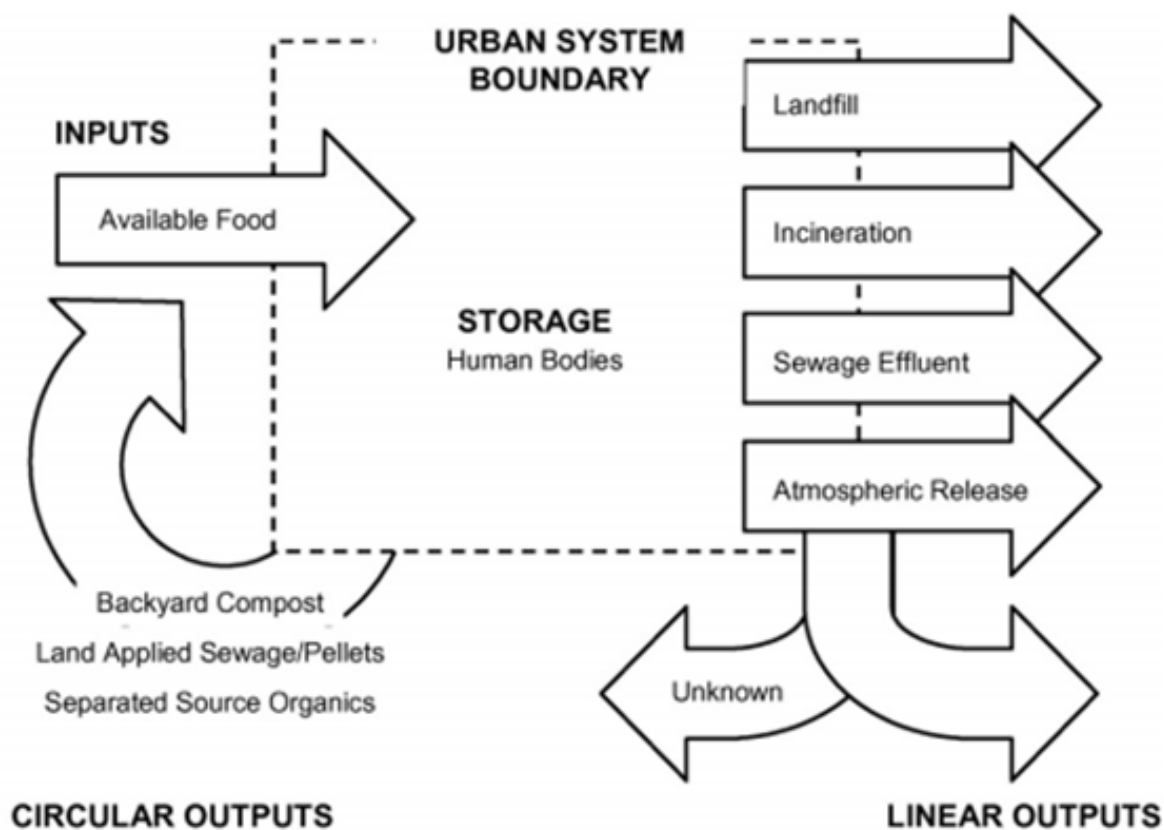 URBAN SYSTEM
BOUNDARY
INPUTS
Available Food
Landfill
Incineration
STORAGE
Human Bodies
Sewage Effluent
Atmospheric Release
Backyard Compost
Land Applied Sewage/Pellets
Separated Source Organics
Unknown
CIRCULAR OUTPUTS
LINEAR OUTPUTS